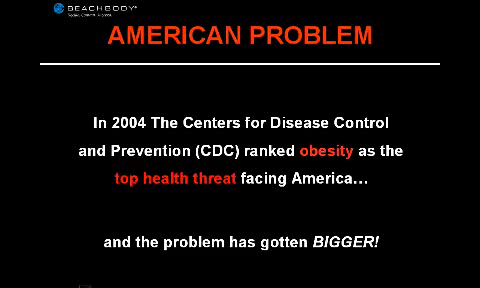 BEACHBODY
AMERICAN PROBLEM
In 2004 The Centers for Disease Control
and Prevention (CDC) ranked obesity as the
top health threat facing America...
and the problem has gotten BIGGER!